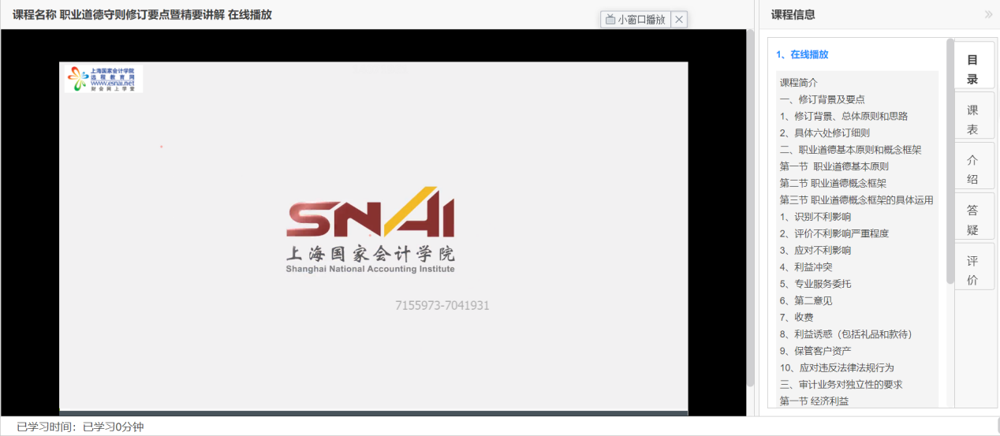 课程名称 职业道德守则修订要点暨精要讲解 在线播放
小窗口播放
上海国家会计学院
远程教育网
www.esnai.net
财会网上学堂
SNAI
上海国家会计学院
Shanghai National Accounting Institute
7155973-7041931
已学习时间：已学习0分钟
课程信息
1、在线播放
课程简介
一、修订背景及要点
1、修订背景、总体原则和思路
2、具体六处修订细则
二、职业道德基本原则和概念框架
第一节 职业道德基本原则
第二节 职业道德概念框架
第三节 职业道德概念框架的具体运用
1、识别不利影响
2、评价不利影响严重程度
3、应对不利影响
4、利益冲突
5、专业服务委托
6、第二意见
7、收费
8、利益诱惑（包括礼品和款待）
9、保管客户资产
10、应对违反法律法规行为
三、审计业务对独立性的要求
第一节 经济利益
目录
课表
介绍
答疑
评价